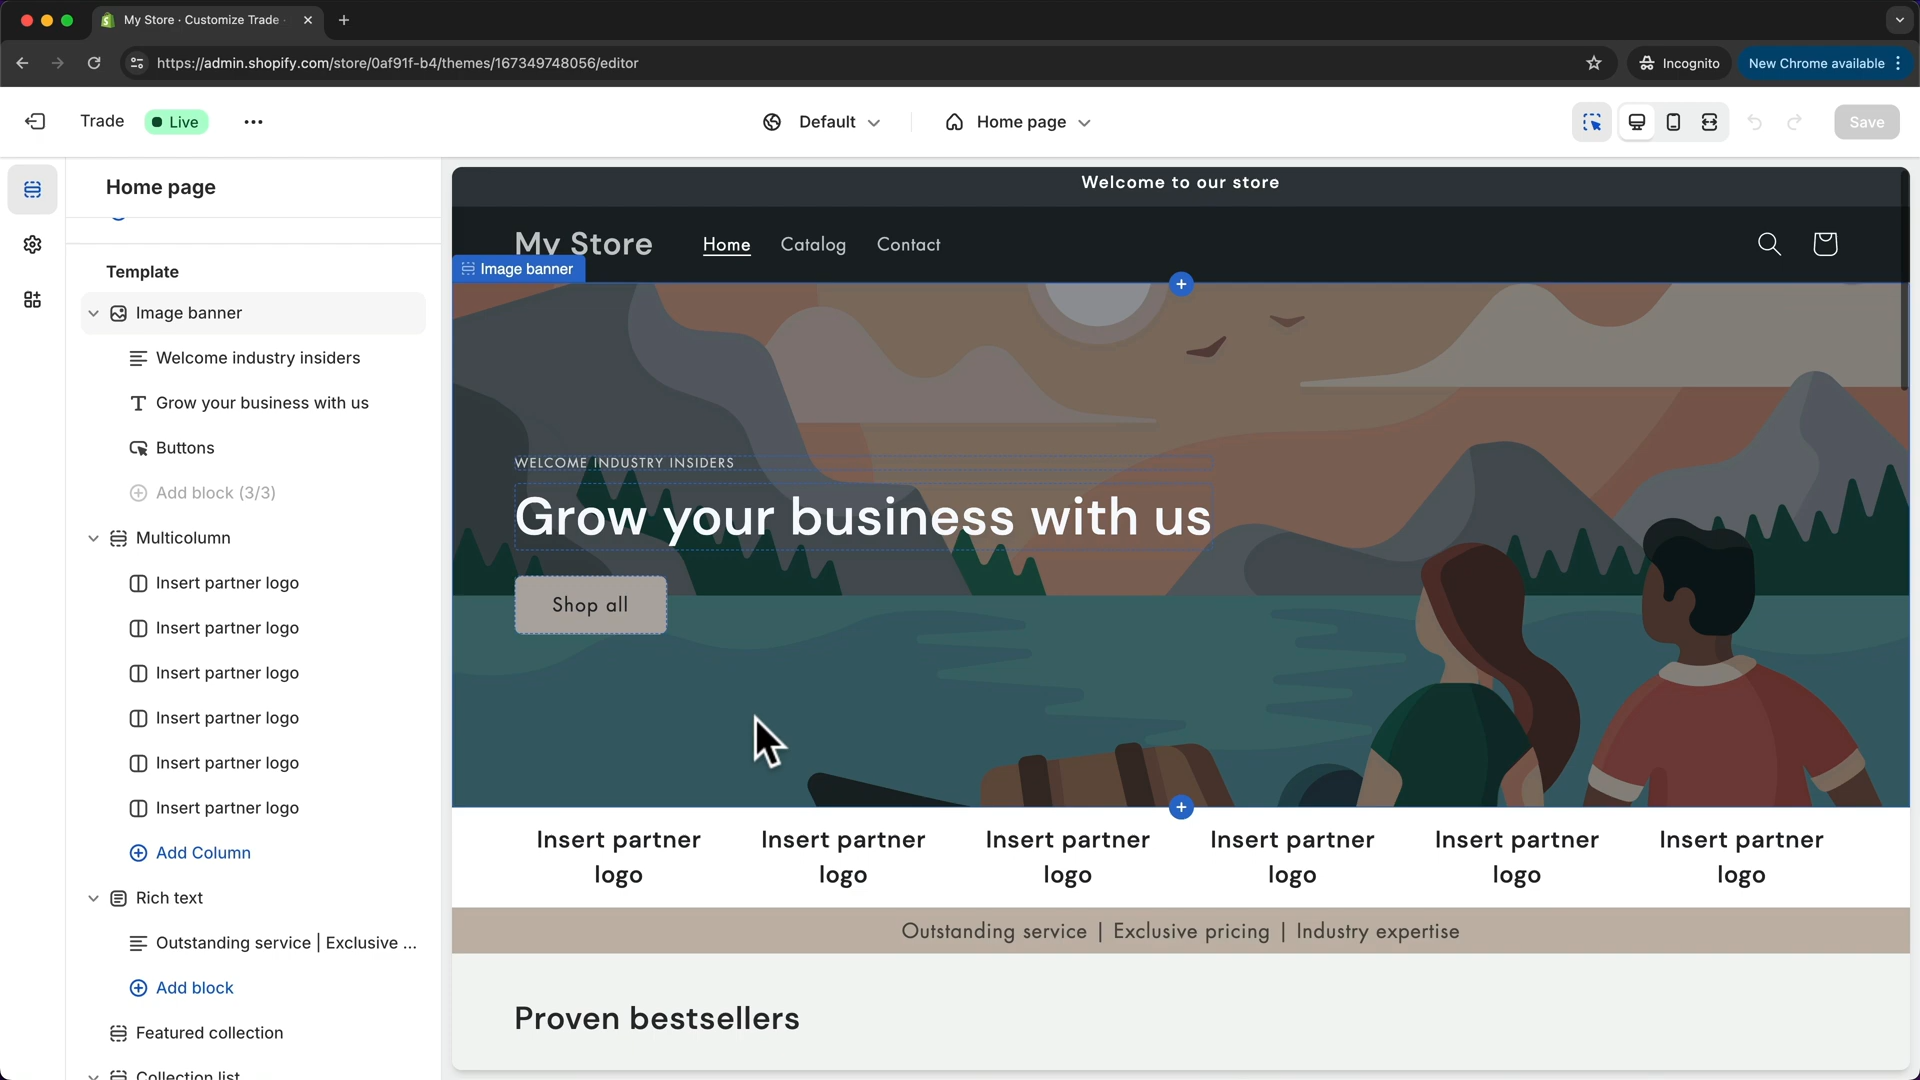 My Store · Customize Trade ·
https://admin.shopify.com/store/0af91f-b4/themes/167349748056/editor
Incognito
New Chrome available
Trade
Live
Default
Home page
Save
Home page
Template
Image banner
Welcome industry insiders
Grow your business with us
Buttons
Add block (3/3)
Multicolumn
Insert partner logo
Insert partner logo
Insert partner logo
Insert partner logo
Insert partner logo
Insert partner logo
Add Column
Rich text
Outstanding service | Exclusive ...
Add block
Featured collection
Collection list
Welcome to our store
My Store
Home
Catalog
Contact
Image banner
WELCOME INDUSTRY INSIDERS
Grow your business with us
Shop all
Insert partner
logo
Insert partner
logo
Insert partner
logo
Insert partner
logo
Insert partner
logo
Insert partner
logo
Outstanding service | Exclusive pricing | Industry expertise
Proven bestsellers